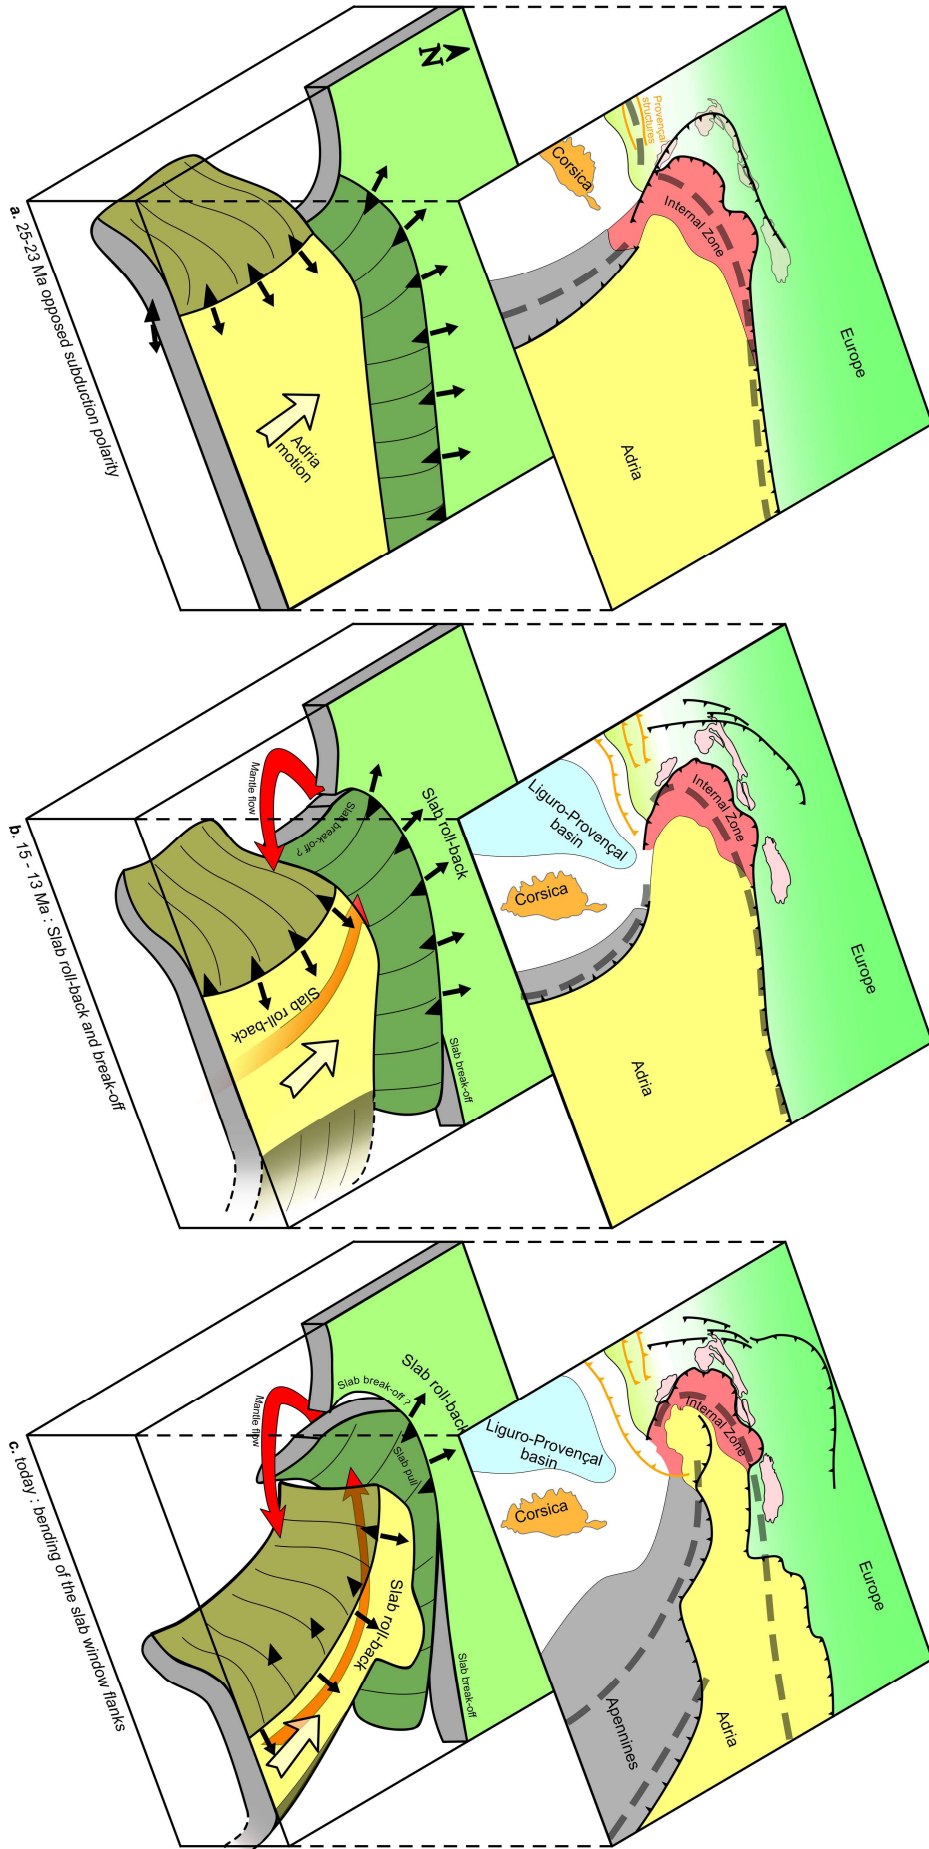 N
Provençal
structures
Corsica
Internal Zone
Europe
Adria
Adria
motion
a. 25-23 Ma opposed subduction polarity
Internal Zone
Europe
Liguro-Provençal
basin
Corsica
Adria
Mantle flow
Slab break-off ?
Slab roll-back
Slab roll-back
Slab break-off
b. 15 - 13 Ma : Slab roll-back and break-off
Internal Zone
Europe
Liguro-Provençal
basin
Corsica
Adria
Apennines
Slab roll-back
Slab break-off ?
Mantle flow
Slab pull
Slab roll-back
Slab break-off
c. today : bending of the slab window flanks